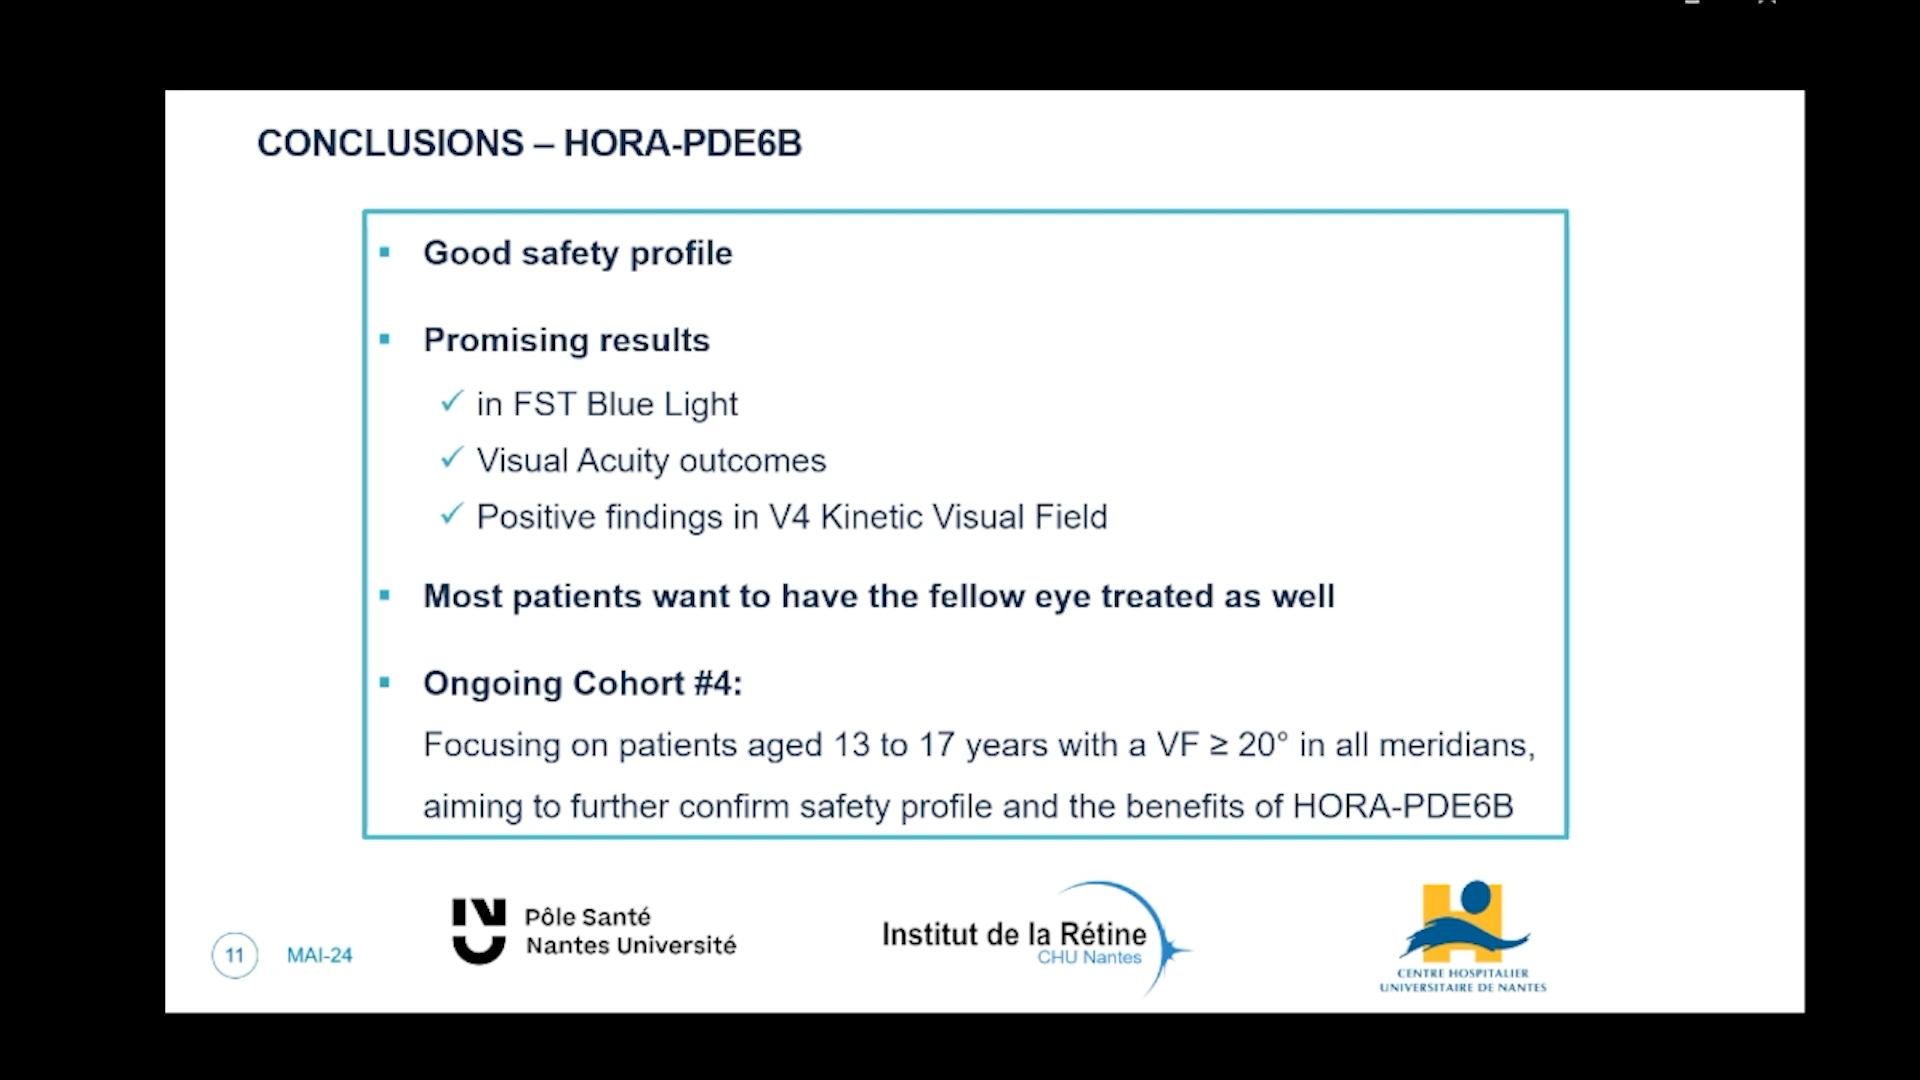 CONCLUSIONS – HORA-PDE6B
Good safety profile
Promising results
in FST Blue Light
Visual Acuity outcomes
Positive findings in V4 Kinetic Visual Field
Most patients want to have the fellow eye treated as well
Ongoing Cohort #4:
Focusing on patients aged 13 to 17 years with a VF ≥ 20° in all meridians,
aiming to further confirm safety profile and the benefits of HORA-PDE6B
11
MAI-24
Pôle Santé
Nantes Université
Institut de la Rétine
CHU Nantes
CENTRE HOSPITALIER
UNIVERSITAIRE DE NANTES